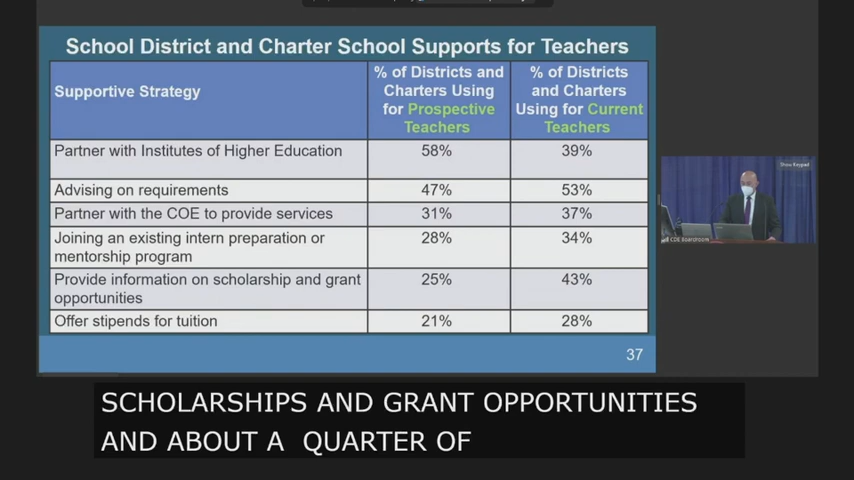 School District and Charter School Supports for Teachers
Supportive Strategy
% of Districts and
Charters Using
for Prospective
Teachers
% of Districts
and Charters
Using for Current
Teachers
Partner with Institutes of Higher Education
58%
39%
Advising on requirements
47%
53%
Partner with the COE to provide services
31%
37%
Joining an existing intern preparation or
mentorship program
28%
34%
Provide information on scholarship and grant
opportunities
25%
43%
Offer stipends for tuition
21%
28%
37
Show Keypad
CDE Boardroom
SCHOLARSHIPS AND GRANT OPPORTUNITIES
AND ABOUT A QUARTER OF